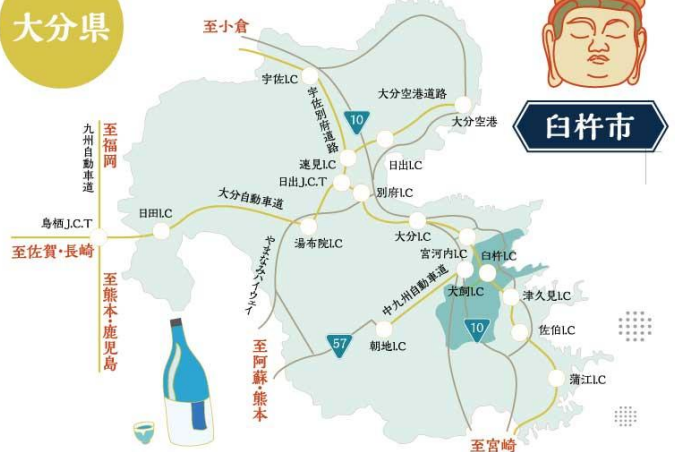 大分県
至小倉
臼杵市
宇佐I.C
大分空港道路
宇佐別府道路
10
大分空港
至福岡
九州自動車道
速見I.C
日出I.C
日出J.C.T
別府I.C
大分自動車道
鳥栖J.C.T
日田I.C
大分I.C
至佐賀・長崎
湯布院I.C
やまなみハイウェイ
宮河内I.C
臼杵I.C
中九州自動車道
犬飼I.C
津久見I.C
至熊本・鹿児島
10
佐伯I.C
57
朝地I.C
至阿蘇・熊本
蒲江I.C
至宮崎